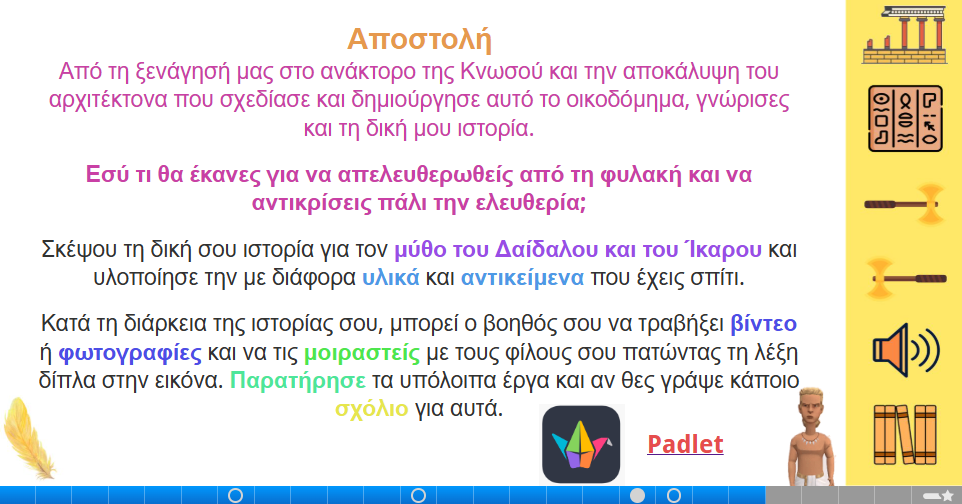 Αποστολή
Από τη ξενάγησή μας στο ανάκτορο της Κνωσού και την αποκάλυψη του
αρχιτέκτονα που σχεδίασε και δημιούργησε αυτό το οικοδόμημα, γνώρισες
και τη δική μου ιστορία.
Εσύ τι θα έκανες για να απελευθερωθείς από τη φυλακή και να
αντικρίσεις πάλι την ελευθερία;
Σκέψου τη δική σου ιστορία για τον μύθο του Δαίδαλου και του Ίκαρου και
υλοποίησε την με διάφορα υλικά και αντικείμενα που έχεις σπίτι.
Κατά τη διάρκεια της ιστορίας σου, μπορεί ο βοηθός σου να τραβήξει βίντεο
ή φωτογραφίες και να τις μοιραστείς με τους φίλους σου πατώντας τη λέξη
δίπλα στην εικόνα. Παρατήρησε τα υπόλοιπα έργα και αν θες γράψε κάποιο
σχόλιο για αυτά.
Padlet